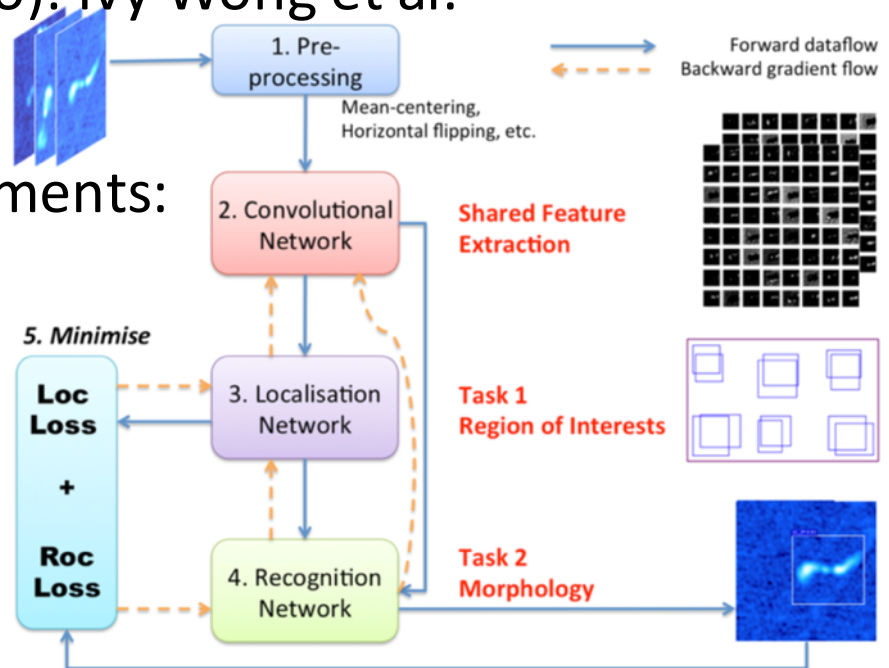 6). Ivy Wong et al.
1. Pre-
processing
Forward dataflow
Backward gradient flow
Mean-centering,
Horizontal flipping, etc.
ments:
2. Convolutional
Network
Shared Feature
Extraction
5. Minimise
Loc
Loss
+
Roc
Loss
3. Localisation
Network
Task 1
Region of Interests
4. Recognition
Network
Task 2
Morphology